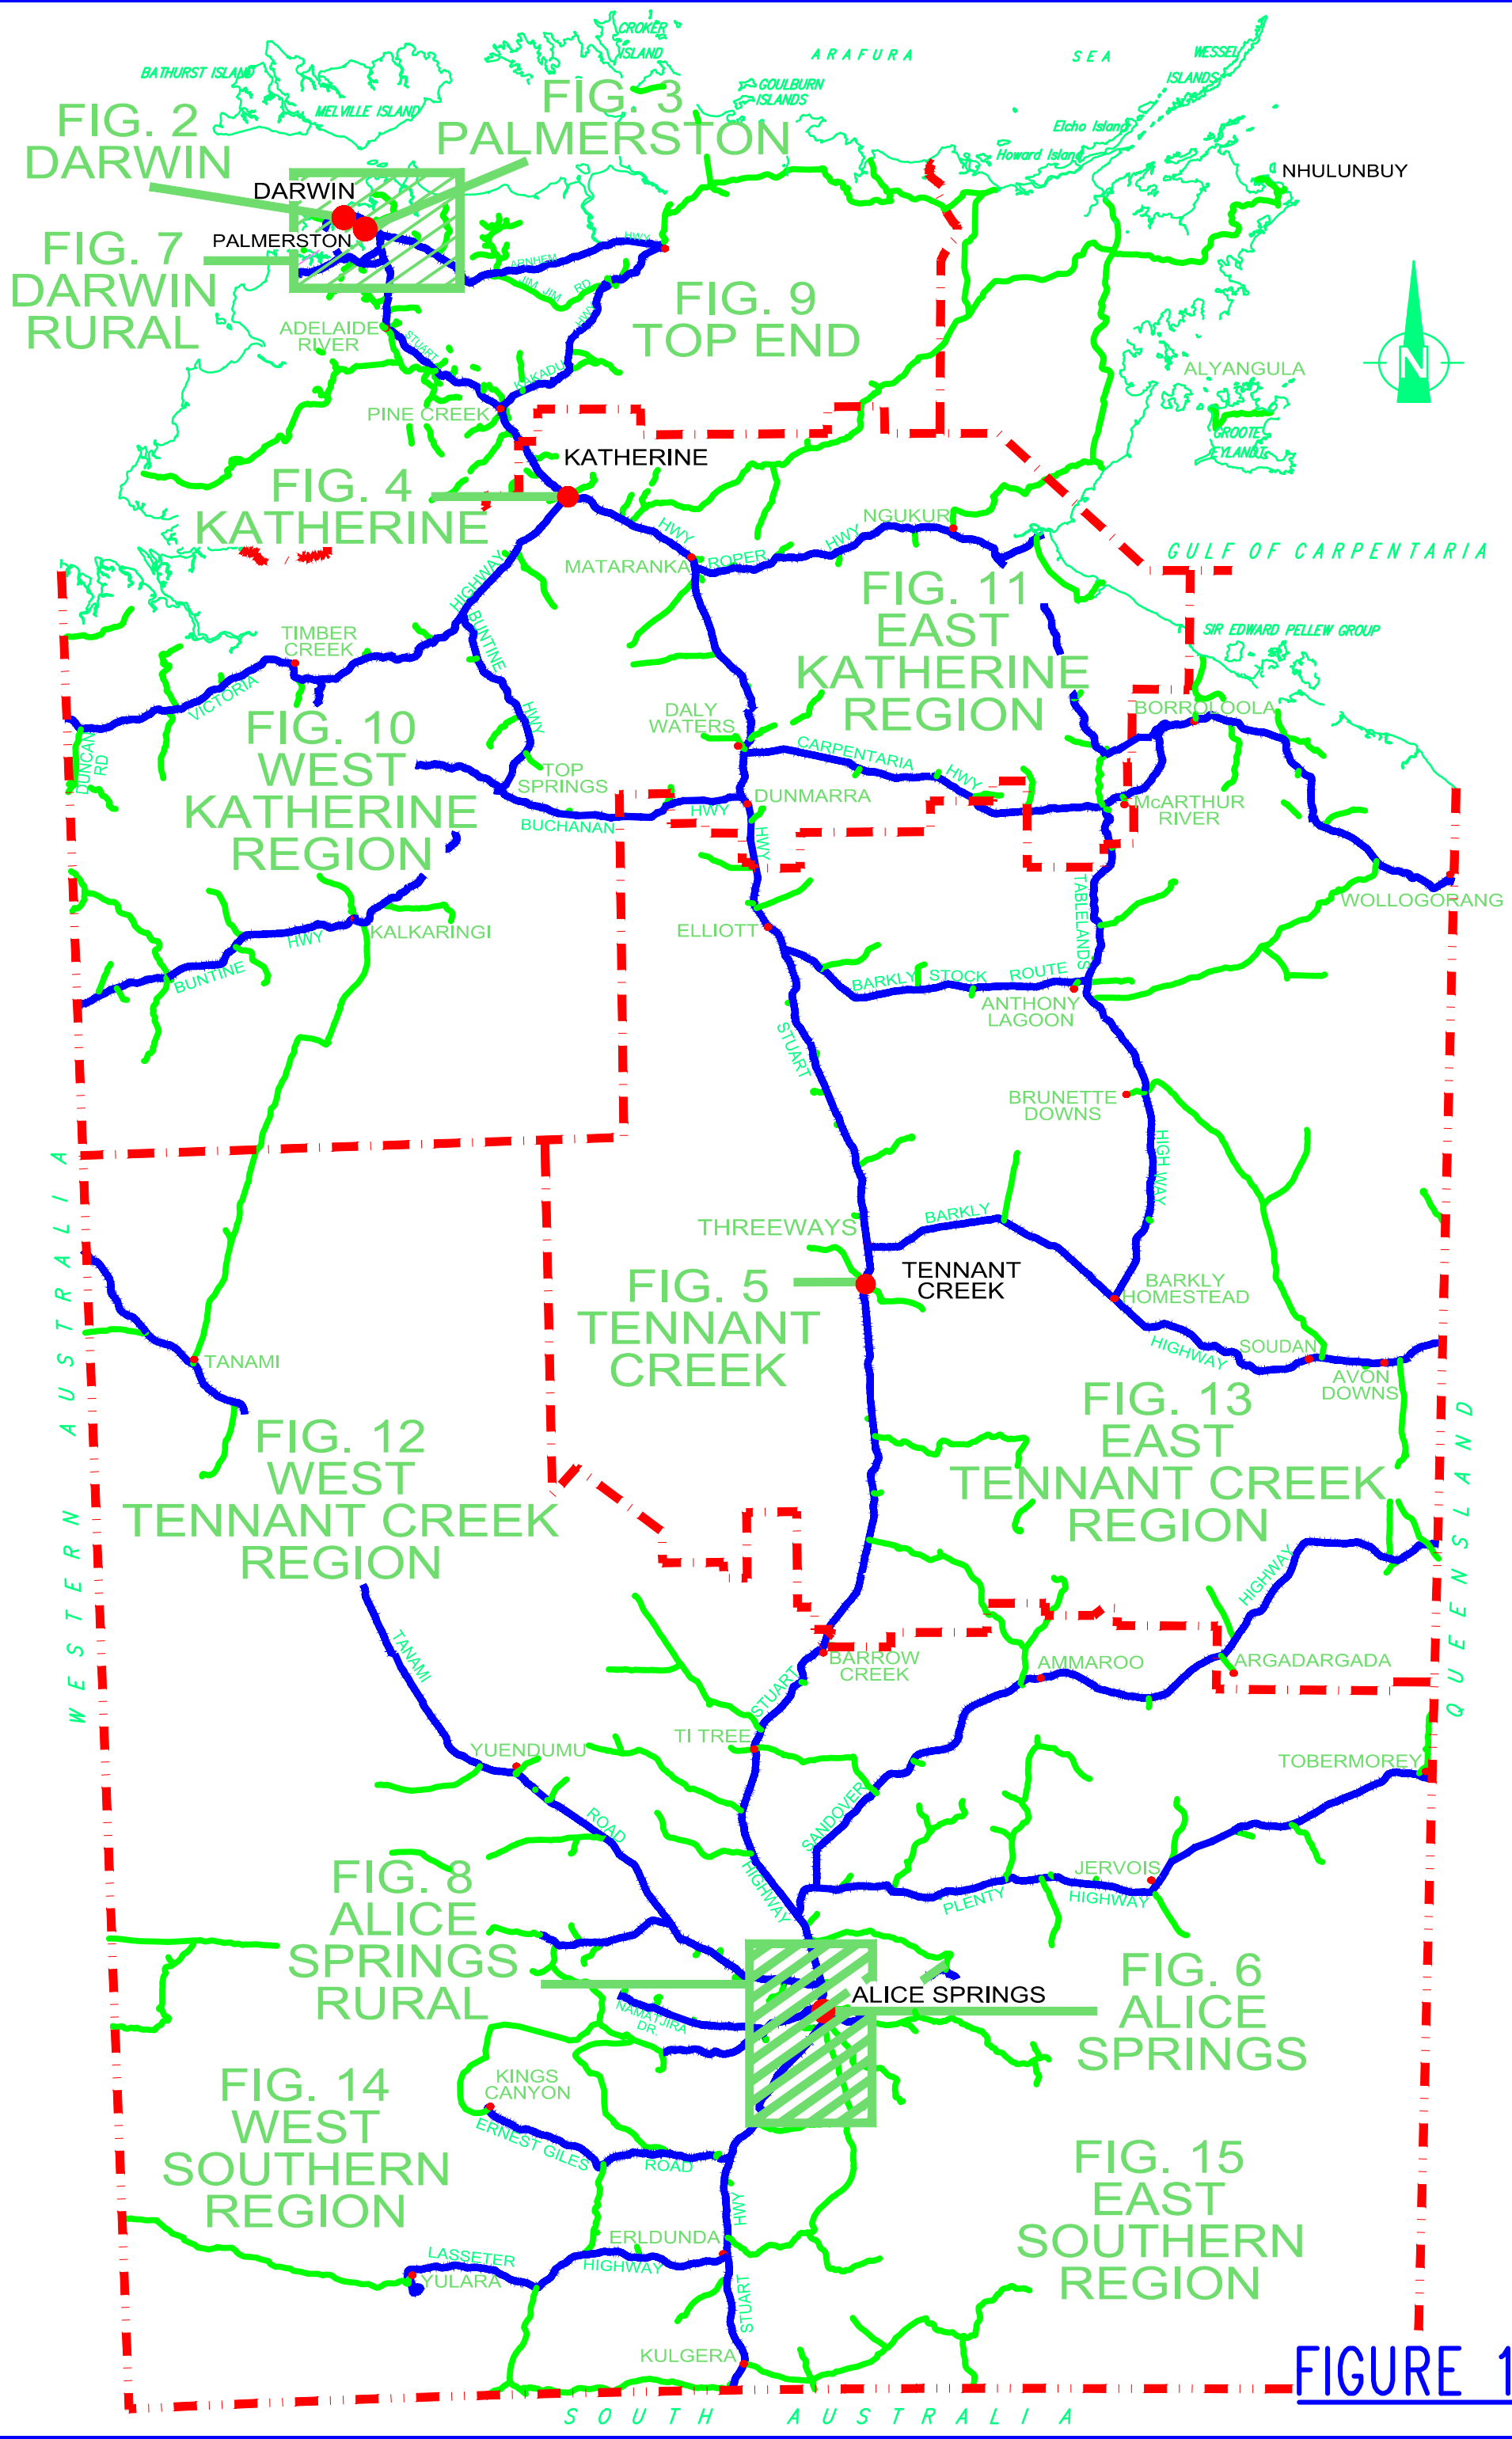 CROKER
ISLAND
ARAFURA SEA
WESSEL
ISLANDS
BATHURST ISLAND
MELVILLE ISLAND
GOULBURN
ISLANDS
Elcho Island
Howard Island
FIG. 2
DARWIN
FIG. 3
PALMERSTON
DARWIN
NHULUNBUY
PALMERSTON
FIG. 7
DARWIN
RURAL
ARNHEM
HWY
JIM JIM RD
HWY
KAKADU
FIG. 9
TOP END
ADELAIDE
RIVER
STUART
PINE CREEK
N
ALYANGULA
GROOTE
EYLANDT
KATHERINE
FIG. 4
KATHERINE
HWY
MATARANKA
ROPER
HWY
NGUKUR
GULF OF CARPENTARIA
HIGHWAY
BUNTINE
HWY
FIG. 11
EAST
KATHERINE
REGION
SIR EDWARD PELLEW GROUP
TIMBER
CREEK
VICTORIA
DUNCAN
RD
FIG. 10
WEST
KATHERINE
REGION
DALY
WATERS
CARPENTARIA
HWY
BORROLOOLA
TOP
SPRINGS
DUNMARRA
BUCHANAN
HWY
HWY
McARTHUR
RIVER
TABLELANDS
WOLLOGORANG
KALKARINGI
HWY
BUNTINE
ELLIOTT
BARKLY STOCK ROUTE
ANTHONY
LAGOON
STUART
BRUNETTE
DOWNS
HIGH WAY
THREEWAYS
BARKLY
TENNANT
CREEK
FIG. 5
TENNANT
CREEK
BARKLY
HOMESTEAD
HIGHWAY
SOUDAN
AVON
DOWNS
TANAMI
WESTERN AUSTRALIA
QUEENSLAND
FIG. 12
WEST
TENNANT CREEK
REGION
FIG. 13
EAST
TENNANT CREEK
REGION
TANAMI
HIGHWAY
BARROW
CREEK
AMMAROO
ARGADARGADA
STUART
TI TREE
YUENDUMU
TOBERMOREY
ROAD
SANDOVER
HIGHWAY
JERVOIS
PLENTY
HIGHWAY
FIG. 8
ALICE
SPRINGS
RURAL
ALICE SPRINGS
FIG. 6
ALICE
SPRINGS
NAMATJIRA
DR.
KINGS
CANYON
ERNEST GILES
ROAD
FIG. 14
WEST
SOUTHERN
REGION
FIG. 15
EAST
SOUTHERN
REGION
HWY
ERLDUNDA
LASSETER
HIGHWAY
YULARA
STUART
KULGERA
FIGURE 1
SOUTH AUSTRALIA